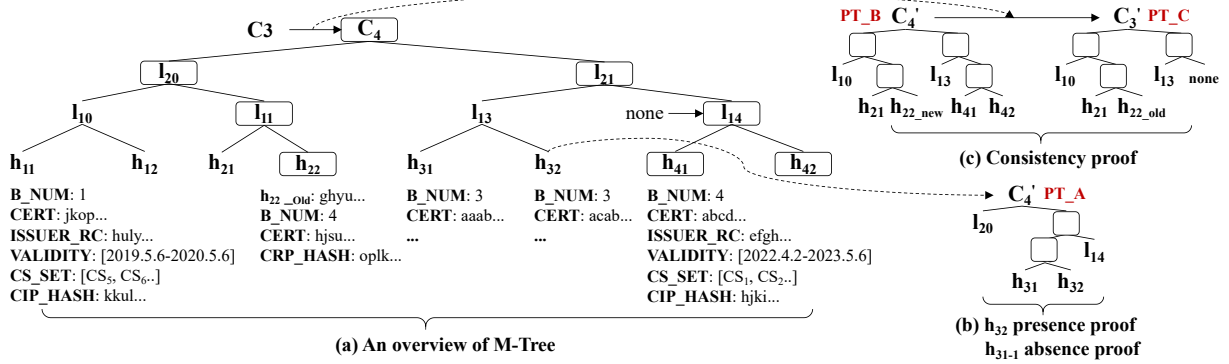 C3 C₄
l₂₀ l₂₁
l₁₀ l₁₁ l₁₃ none l₁₄
h₁₁ h₁₂ h₂₁ h₂₂ h₃₁ h₃₂ h₄₁ h₄₂
B_NUM: 1
CERT: jkop...
ISSUER_RC: huly...
VALIDITY: [2019.5.6-2020.5.6]
CS_SET: [CS₅, CS₆..]
CIP_HASH: kkul...
h₂₂_Old: ghyu...
B_NUM: 4
CERT: hjsu...
CRP_HASH: oplk...
B_NUM: 3
CERT: aaab...
...
B_NUM: 3
CERT: acab...
...
B_NUM: 4
CERT: abcd...
ISSUER_RC: efgh...
VALIDITY: [2022.4.2-2023.5.6]
CS_SET: [CS₁, CS₂..]
CIP_HASH: hjki...
(a) An overview of M-Tree
PT_B C₄' C₃' PT_C
l₁₀ l₁₃ l₁₀ l₁₃ none
h₂₁ h₂₂_new h₄₁ h₄₂ h₂₁ h₂₂_old
(c) Consistency proof
C₄' PT_A
l₂₀
l₁₄
h₃₁ h₃₂
(b) h₃₂ presence proof
h₃₁₋₁ absence proof